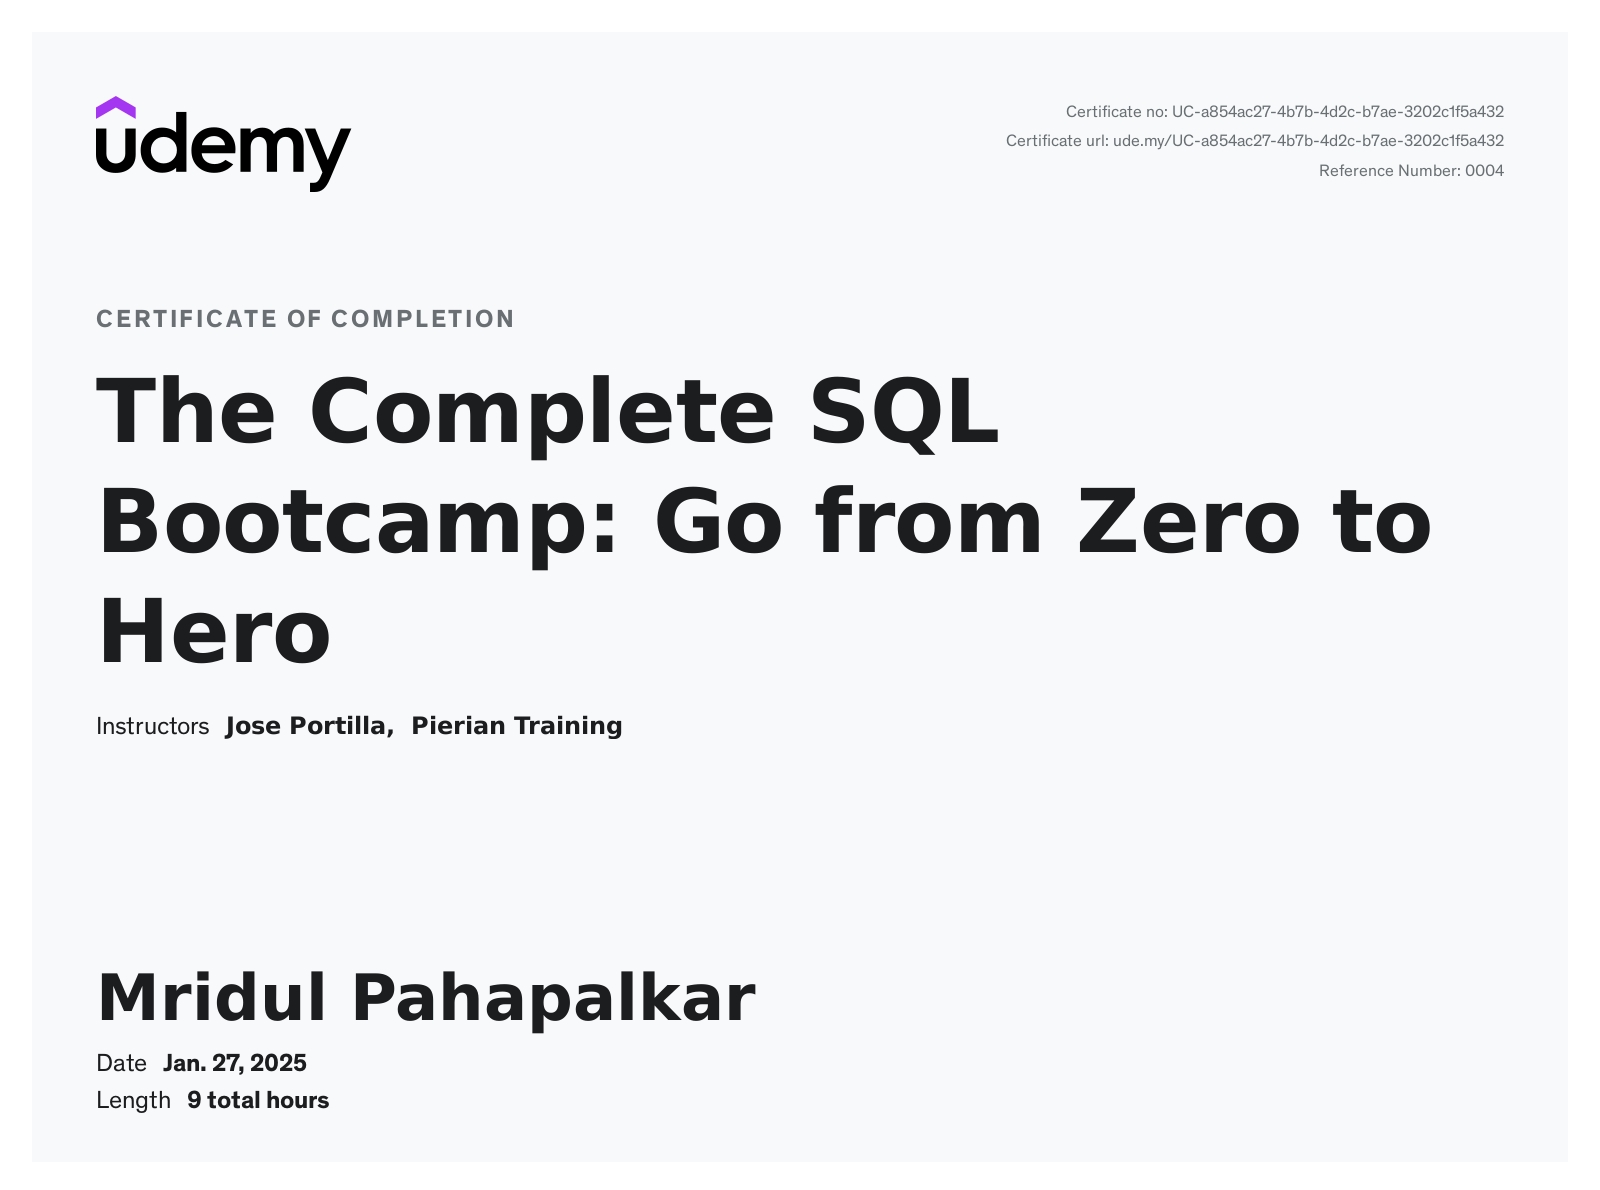 udemy
Certificate no: UC-a854ac27-4b7b-4d2c-b7ae-3202c1f5a432
Certificate url: ude.my/UC-a854ac27-4b7b-4d2c-b7ae-3202c1f5a432
Reference Number: 0004
CERTIFICATE OF COMPLETION
The Complete SQL
Bootcamp: Go from Zero to
Hero
Instructors Jose Portilla, Pierian Training
Mridul Pahapalkar
Date Jan. 27, 2025
Length 9 total hours